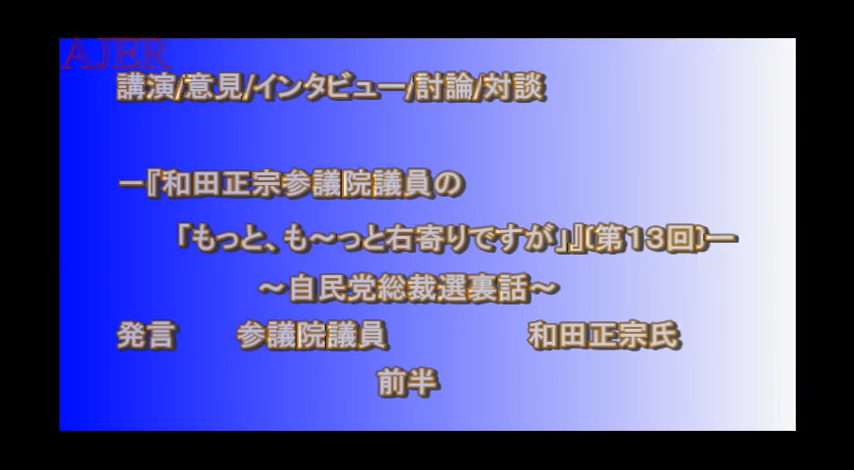 AJER
講演/意見/インタビュー/討論/対談
－『和田正宗参議院議員の
「もっと、も～っと右寄りですが」』（第１３回）－
～自民党総裁選裏話～
発言　　参議院議員　　　　　和田正宗氏
前半